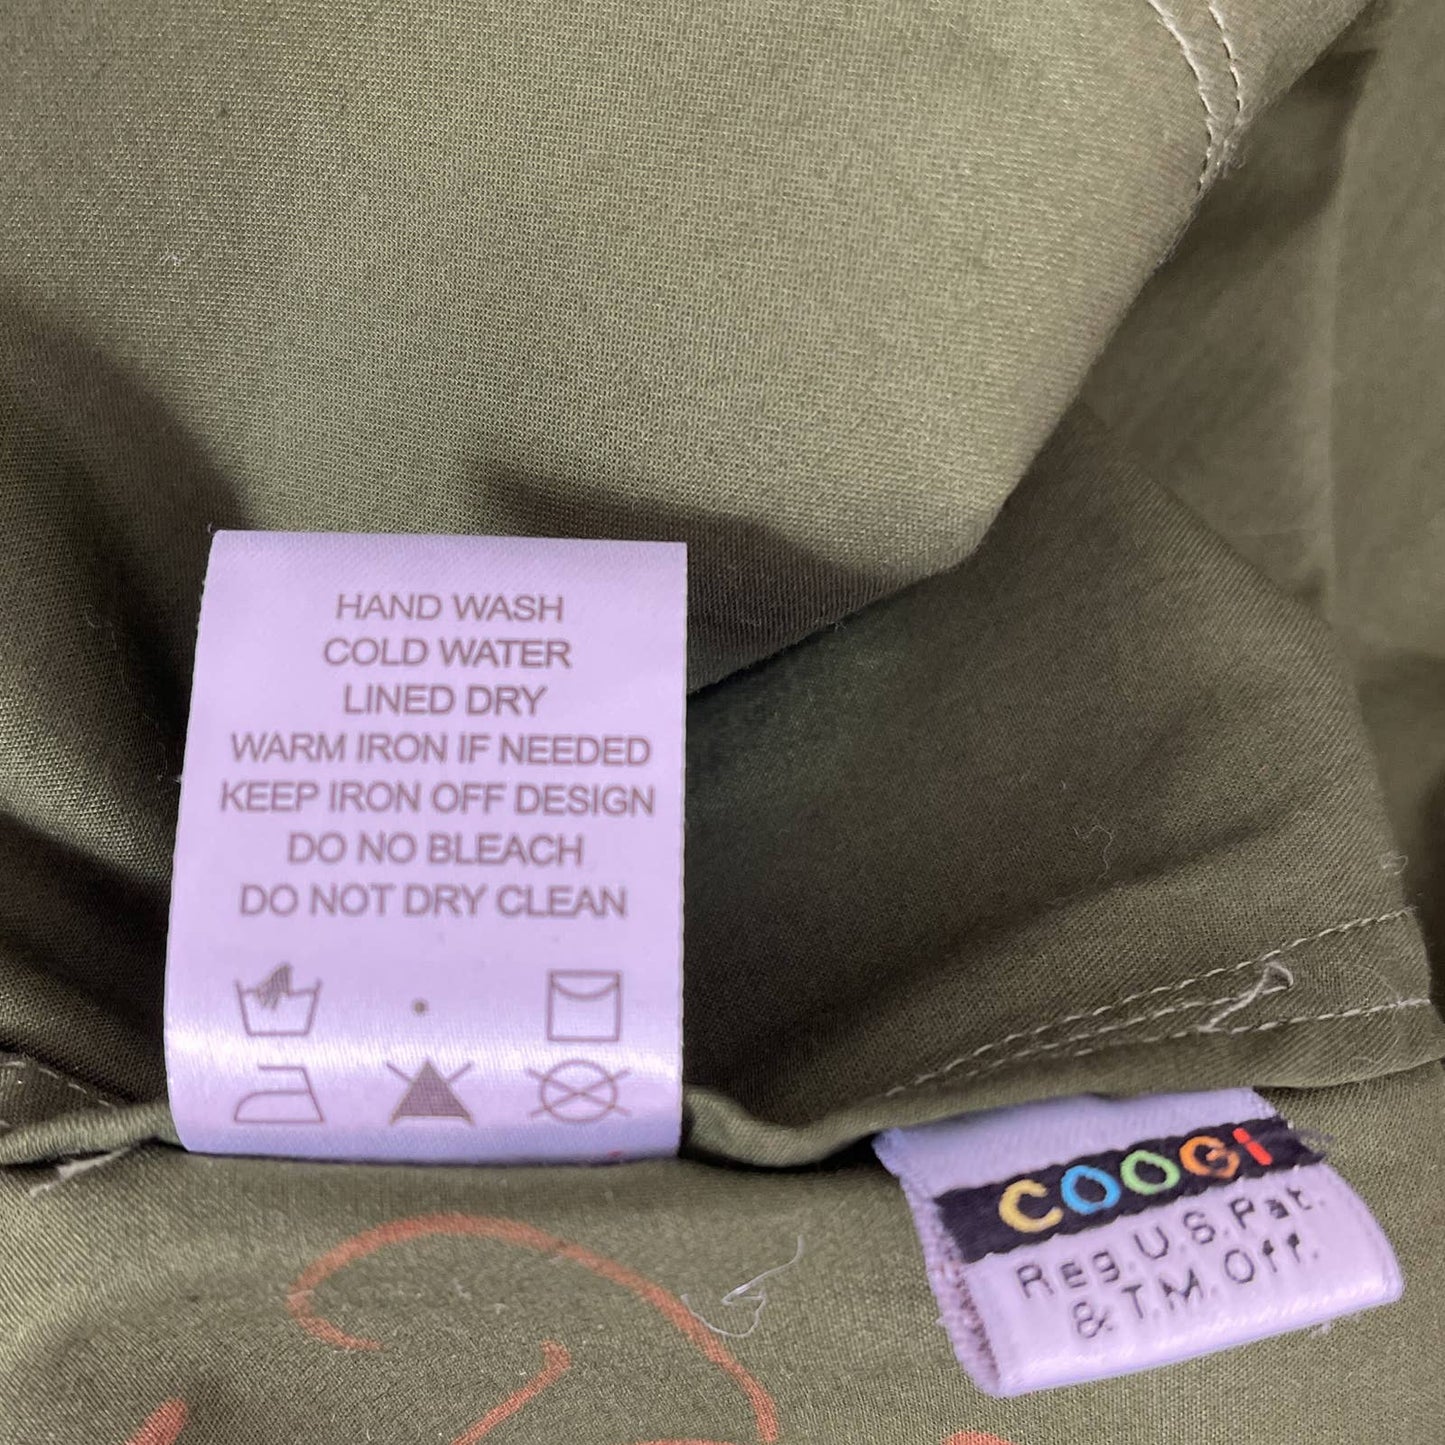 HAND WASH
COLD WATER
LINED DRY
WARM IRON IF NEEDED
KEEP IRON OFF DESIGN
DO NO BLEACH
DO NOT DRY CLEAN
COOGi
Reg. U.S. Pat.
& T.M. Off.